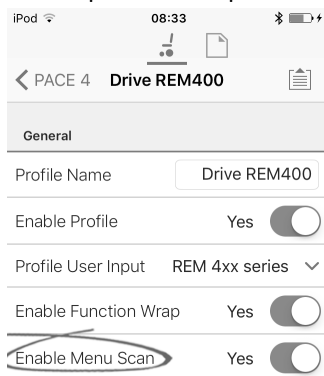 iPod 08:33
PACE 4 Drive REM400
General
Profile Name Drive REM400
Enable Profile Yes
Profile User Input REM 4xx series
Enable Function Wrap Yes
Enable Menu Scan Yes